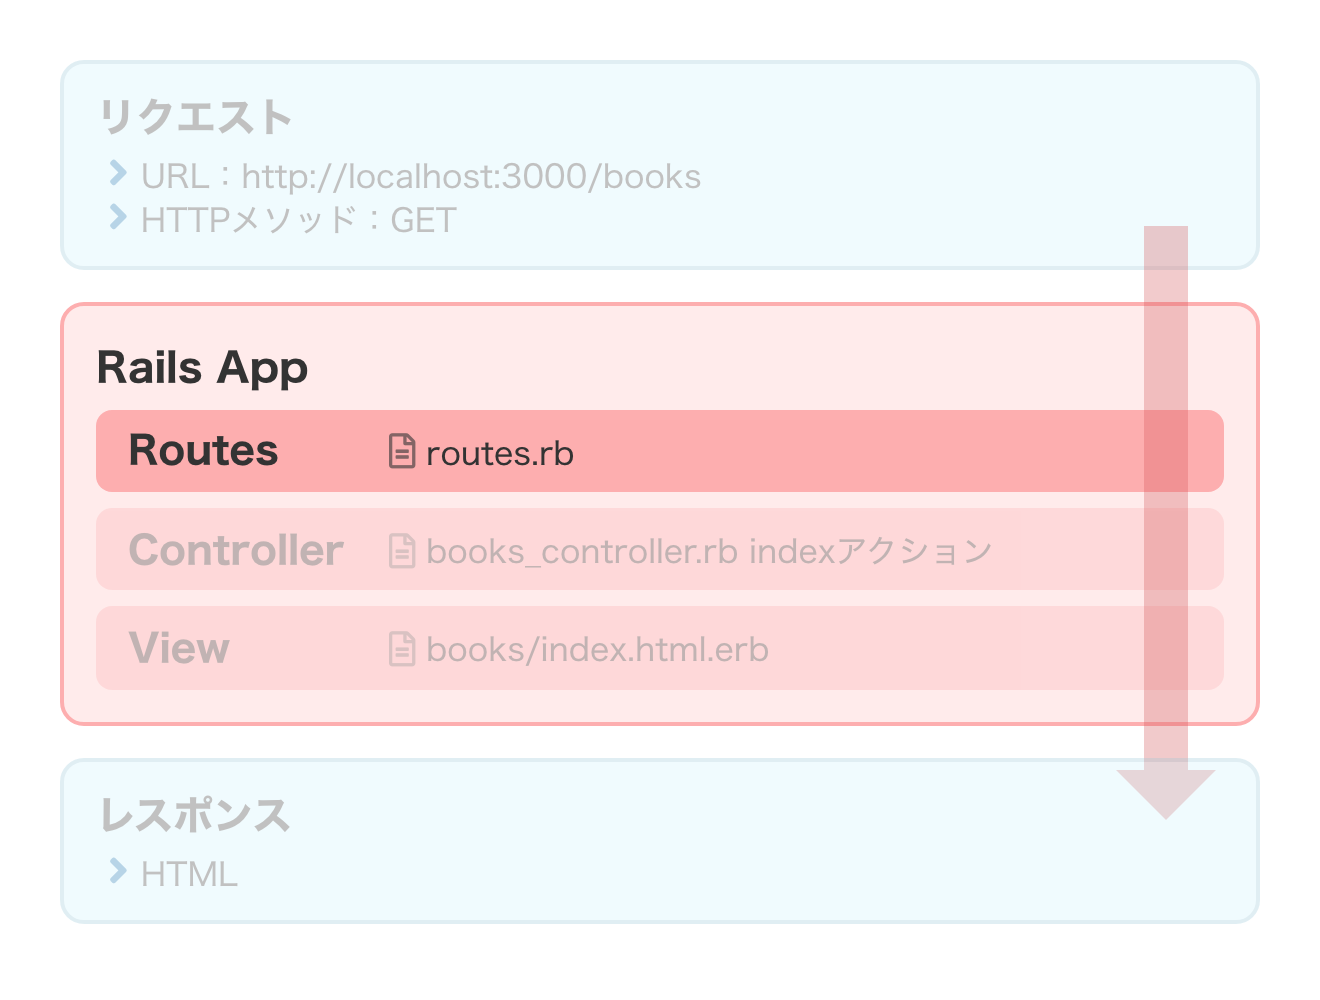 リクエスト
URL：http://localhost:3000/books
HTTPメソッド：GET
Rails App
Routes routes.rb
Controller books_controller.rb indexアクション
View books/index.html.erb
レスポンス
HTML